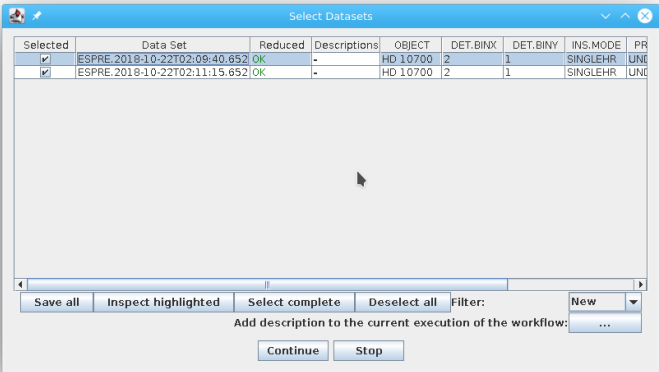 Select Datasets
Selected Data Set Reduced Descriptions OBJECT DET.BINX DET.BINY INS.MODE PR
ESPRE.2018-10-22T02:09:40.652 OK - HD 10700 2 1 SINGLEHR UND
ESPRE.2018-10-22T02:11:15.652 OK - HD 10700 2 1 SINGLEHR UND
Save all Inspect highlighted Select complete Deselect all Filter: New
Add description to the current execution of the workflow: ...
Continue Stop